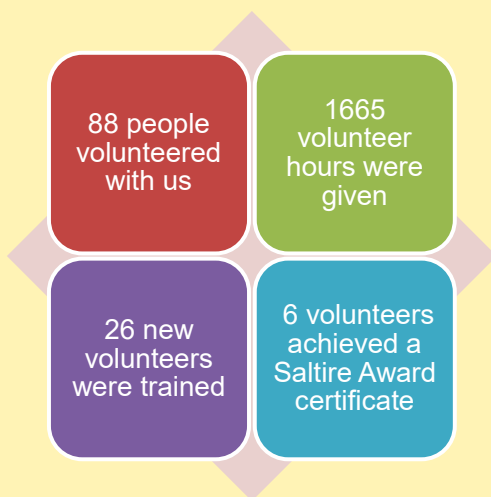 88 people
volunteered
with us
1665
volunteer
hours were
given
26 new
volunteers
were trained
6 volunteers
achieved a
Saltire Award
certificate